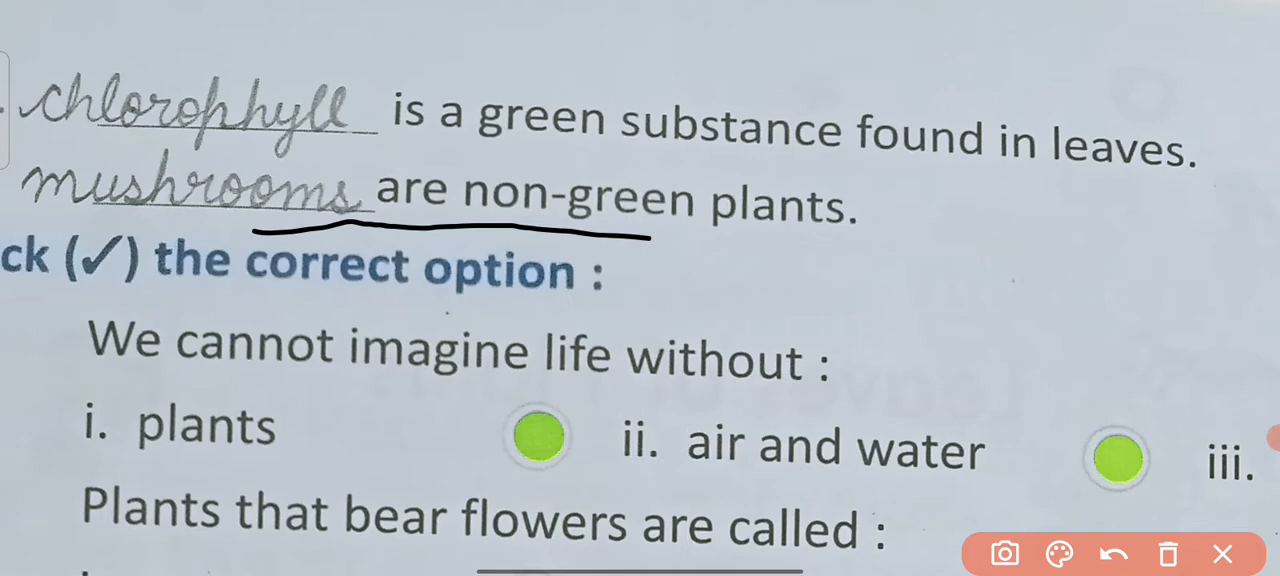 chlorophyll is a green substance found in leaves.
mushrooms are non-green plants.
ck (✓) the correct option :
We cannot imagine life without :
i. plants ii. air and water iii.
Plants that bear flowers are called :